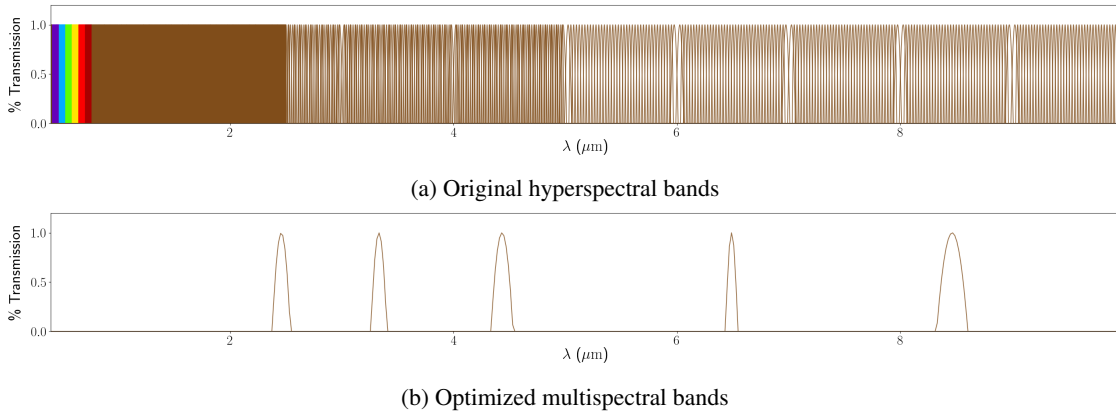 % Transmission
1.0
0.5
0.0
2 4 6 8
λ (μm)
(a) Original hyperspectral bands
% Transmission
1.0
0.5
0.0
2 4 6 8
λ (μm)
(b) Optimized multispectral bands